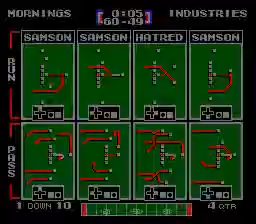 MORNINGS 0:05 INDUSTRIES
60-49
SAMSON SAMSON HATRED SAMSON
RUN
PASS
1 DOWN 10 4 QTR